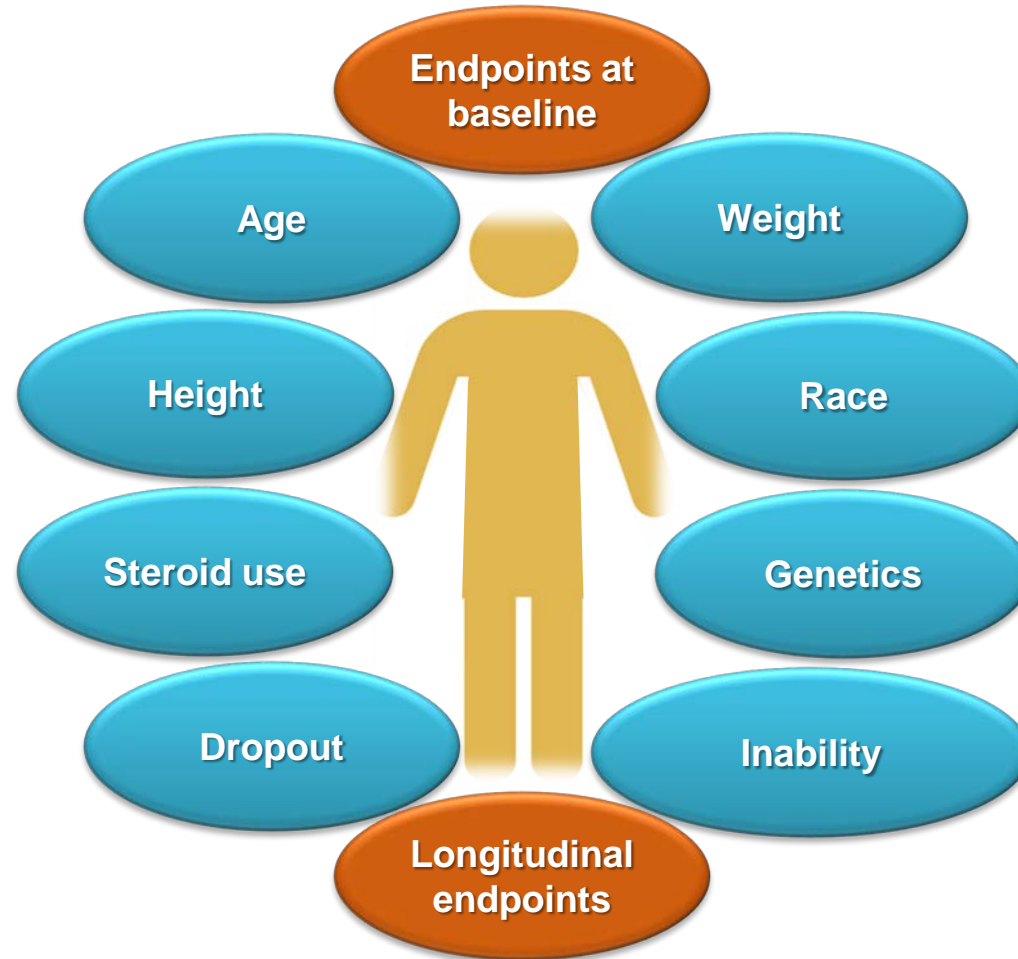 Endpoints at
baseline
Age
Weight
Height
Race
Steroid use
Genetics
Dropout
Inability
Longitudinal
endpoints